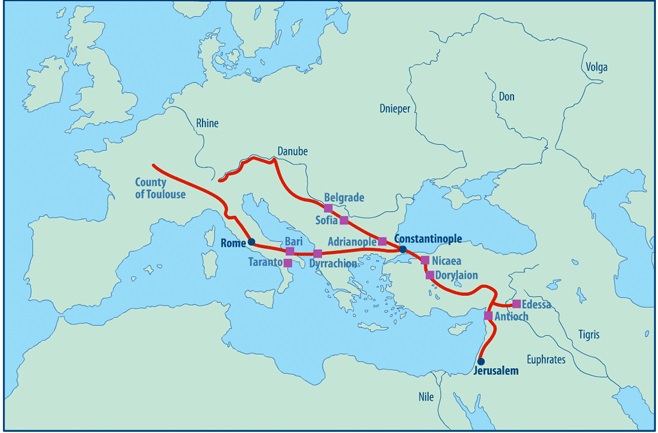 Volga
Don
Dnieper
Rhine
Danube
County
of Toulouse
Belgrade
Sofia
Adrianople
Constantinople
Rome
Bari
Taranto
Dyrrachion
Nicaea
Dorylaion
Edessa
Antioch
Tigris
Euphrates
Jerusalem
Nile